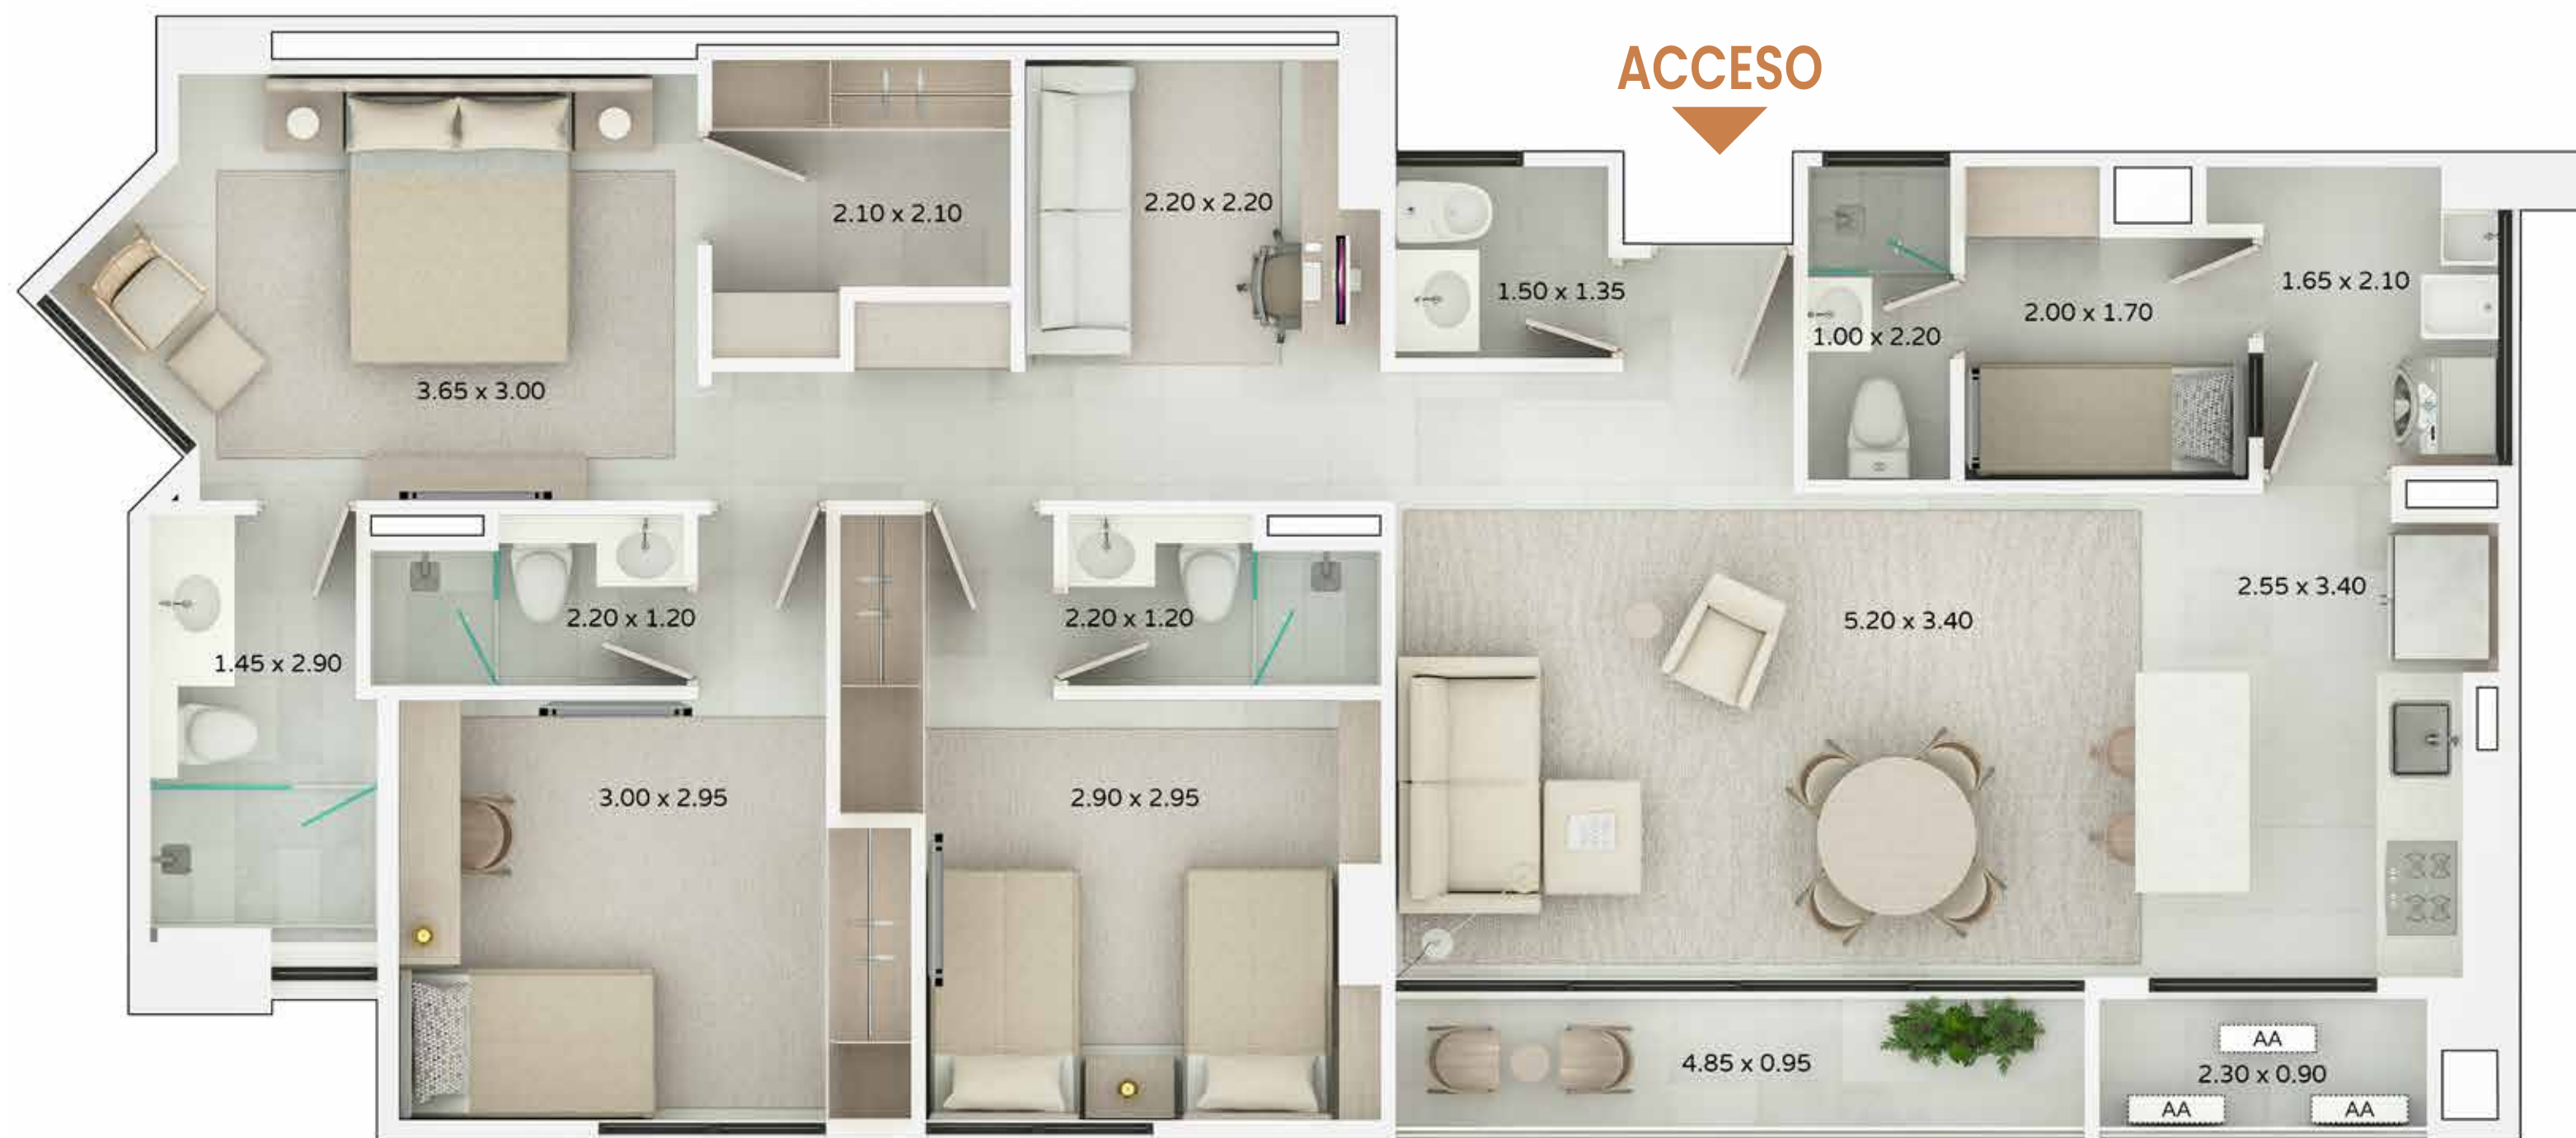 ACCESO
2.10 x 2.10
2.20 x 2.20
1.50 x 1.35
1.65 x 2.10
2.00 x 1.70
1.00 x 2.20
3.65 x 3.00
2.55 x 3.40
2.20 x 1.20
2.20 x 1.20
5.20 x 3.40
1.45 x 2.90
3.00 x 2.95
2.90 x 2.95
AA
4.85 x 0.95
2.30 x 0.90
AA
AA